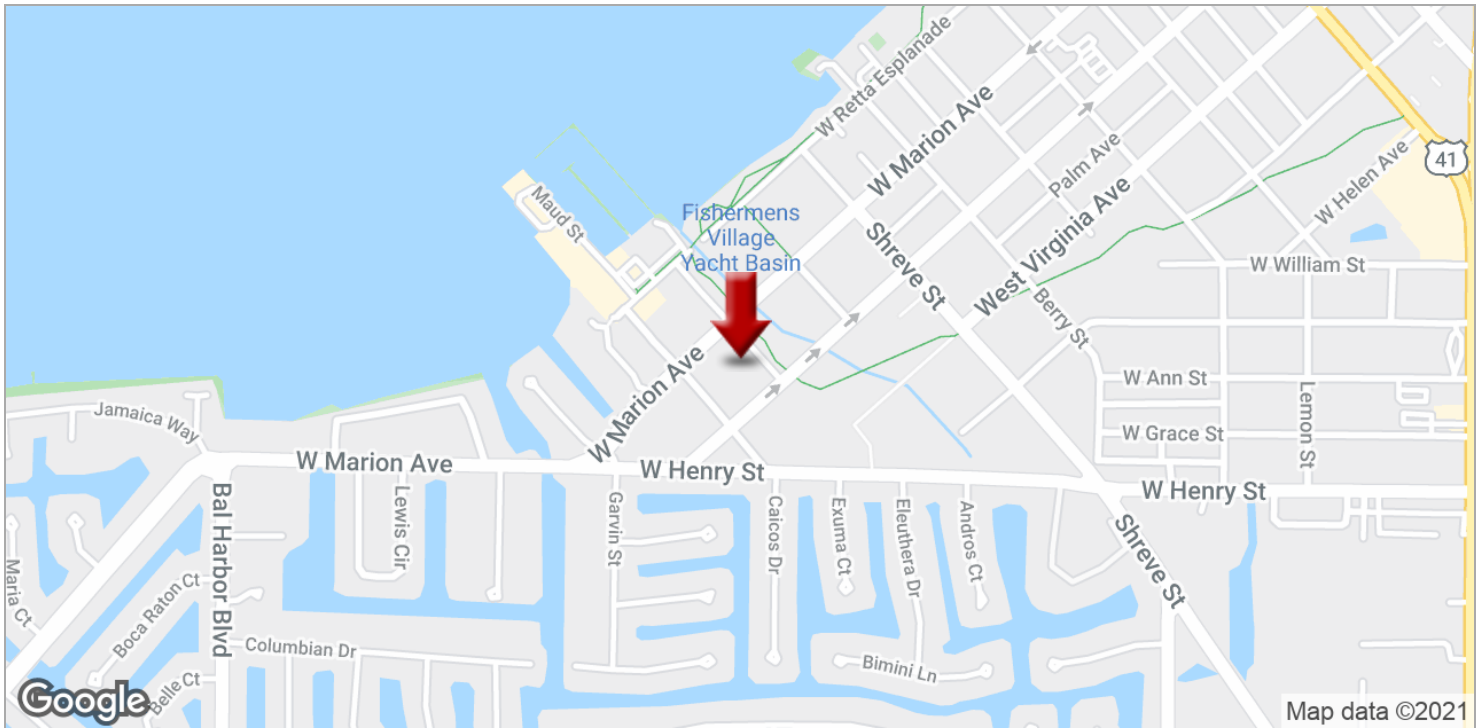 W Retta Esplanade
W Marion Ave
Palm Ave
41
W Helen Ave
Maud St
Fishermens
Village
Yacht Basin
Shreve St
West Virginia Ave
W William St
Berry St
W Marion Ave
W Ann St
Lemon St
Jamaica Way
W Grace St
W Marion Ave
W Henry St
W Henry St
Bal Harbor Blvd
Lewis Cir
Garvin St
Caicos Dr
Exuma Ct
Eleuthera Dr
Andros Ct
Shreve St
Maria Ct
Boca Raton Ct
Columbian Dr
Bimini Ln
Belle Ct
Google
Map data ©2021